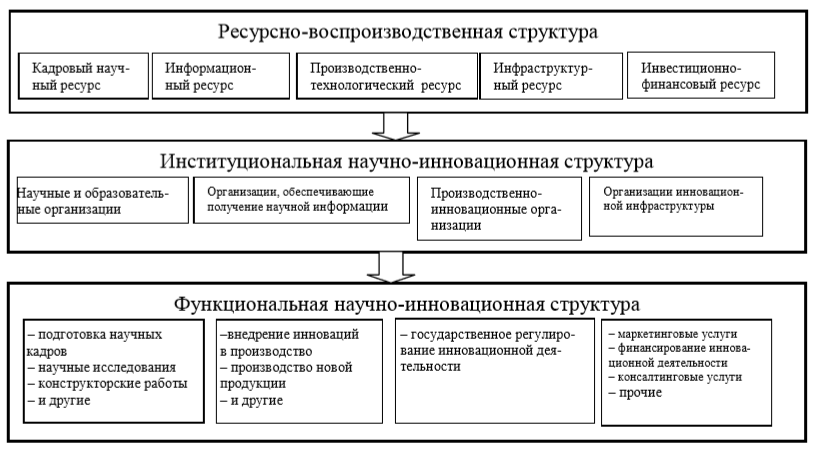 Ресурсно-воспроизводственная структура
Кадровый науч-
ный ресурс
Информацион-
ный ресурс
Производственно-
технологический ресурс
Инфраструктур-
ный ресурс
Инвестиционно-
финансовый ресурс
Институциональная научно-инновационная структура
Научные и образователь-
ные организации
Организации, обеспечивающие
получение научной информации
Производственно-
инновационные орга-
низации
Организации инновацион-
ной инфраструктуры
Функциональная научно-инновационная структура
– подготовка научных
кадров
– научные исследования
– конструкторские работы
– и другие
–внедрение инноваций
в производство
– производство новой
продукции
– и другие
– государственное регулиро-
вание инновационной дея-
тельности
– маркетинговые услуги
– финансирование иннова-
ционной деятельности
– консалтинговые услуги
– прочие